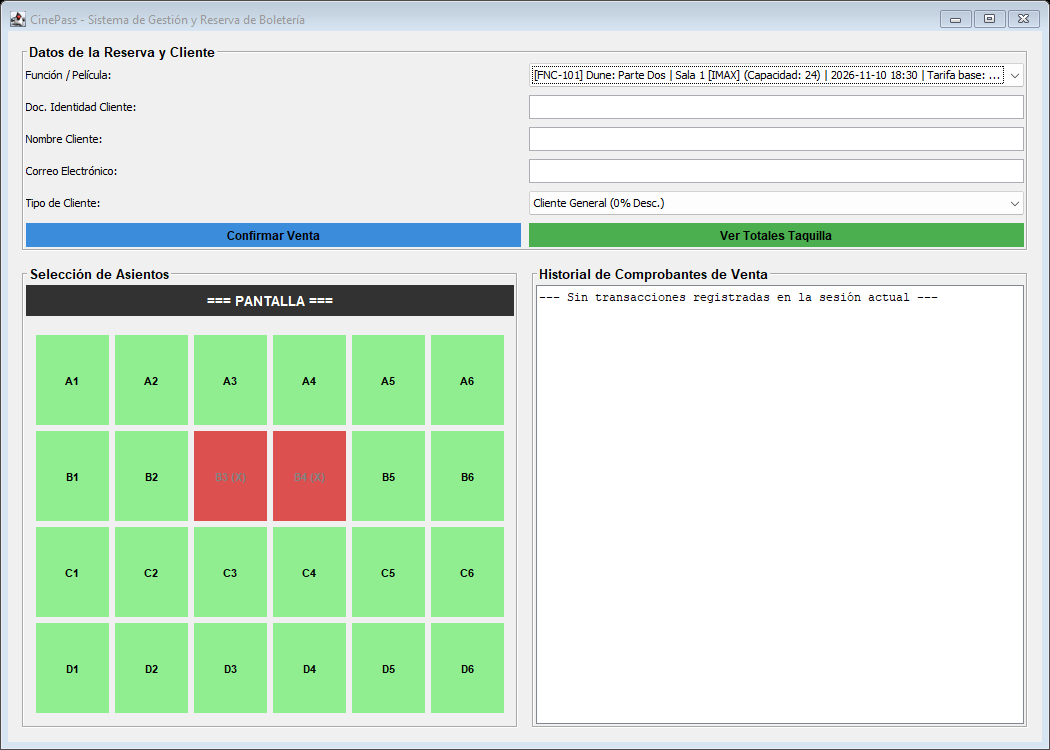 CinePass - Sistema de Gestión y Reserva de Boletería
Datos de la Reserva y Cliente
Función / Película:
[FNC-101] Dune: Parte Dos | Sala 1 [IMAX] (Capacidad: 24) | 2026-11-10 18:30 | Tarifa base: ...
Doc. Identidad Cliente:
Nombre Cliente:
Correo Electrónico:
Tipo de Cliente:
Cliente General (0% Desc.)
Confirmar Venta
Ver Totales Taquilla
Selección de Asientos
=== PANTALLA ===
A1 A2 A3 A4 A5 A6
B1 B2 B3 (X) B4 (X) B5 B6
C1 C2 C3 C4 C5 C6
D1 D2 D3 D4 D5 D6
Historial de Comprobantes de Venta
--- Sin transacciones registradas en la sesión actual ---